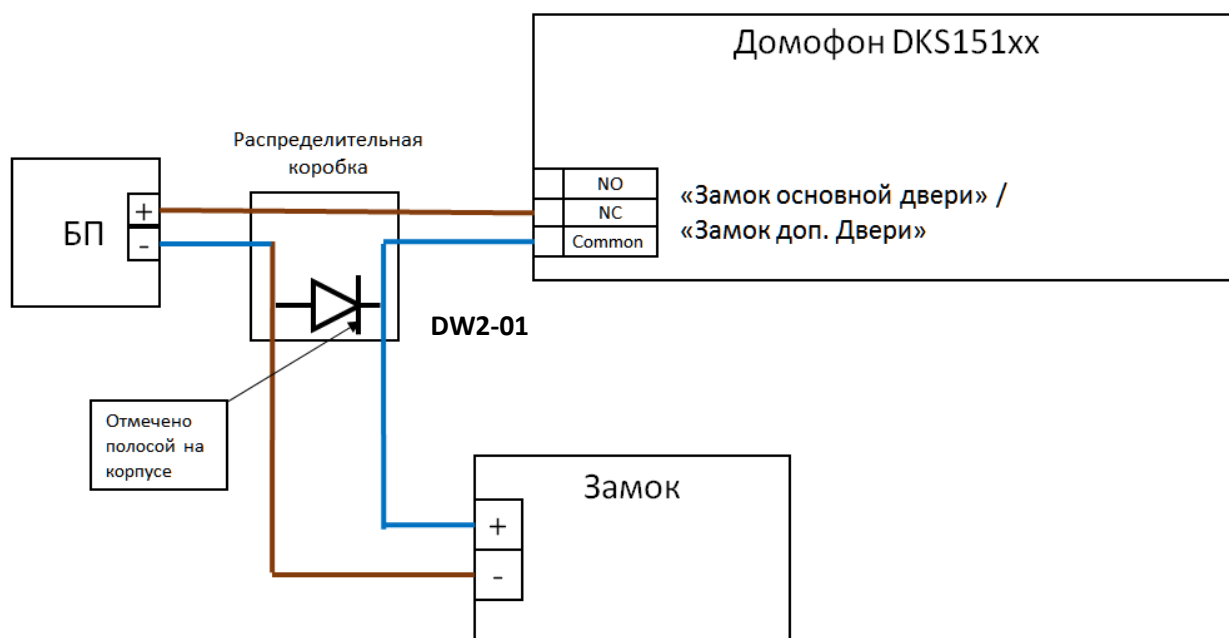 Домофон DKS151xx
Распределительная
коробка
БП
+
-
NO
NC
Common
«Замок основной двери» /
«Замок доп. Двери»
DW2-01
Отмечено
полосой на
корпусе
Замок
+
-